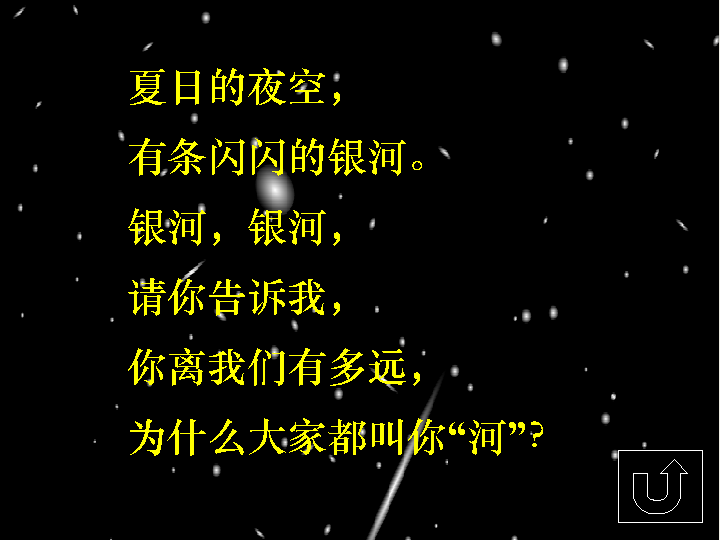 夏日的夜空，
有条闪闪的银河。
银河，银河，
请你告诉我，
你离我们有多远，
为什么大家都叫你“河”？